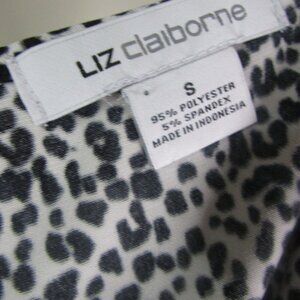 LIZ claiborne
S
95% POLYESTER
5% SPANDEX
MADE IN INDONESIA